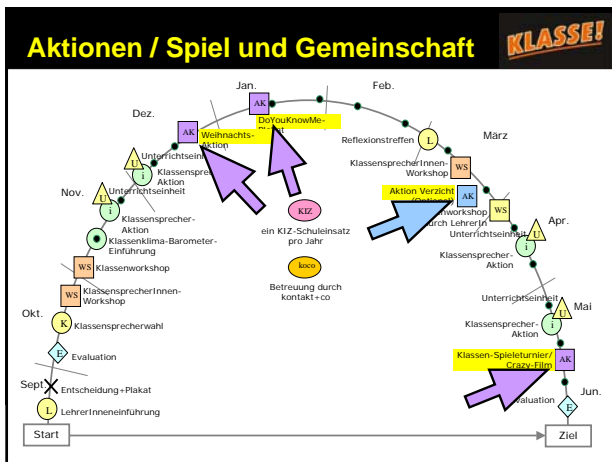 Aktionen / Spiel und Gemeinschaft
KLASSE!
Jan.
Feb.
Dez.
AK
DoYouKnowMe-
AK
Weihnachts-
Aktion
L
Reflexionstreffen
März
KlassensprecherInnen-
Workshop
WS
U
Unterrichtseinheit
i
Klassensprecher-
Aktion
Nov.
U
Unterrichtseinheit
i
Klassensprecher-
Aktion
Klassenklima-Barometer-
Einführung
KIZ
ein KIZ-Schuleinsatz
pro Jahr
koco
Betreuung durch
kontakt+co
Aktion Verzicht
(Optional)
AK
durch LehrerIn
WS
Unterrichtseinheit
U
Apr.
Klassensprecher-
Aktion
i
WS
Klassenworkshop
WS
KlassensprecherInnen-
Workshop
Okt.
K
Klassensprecherwahl
E
Evaluation
Sept.
Entscheidung+Plakat
L
LehrerInneneinführung
Start
Unterrichtseinheit
U
Mai
Klassensprecher-
Aktion
i
Klassen-Spieleturnier/
Crazy-Film
AK
Jun.
Evaluation
E
Ziel